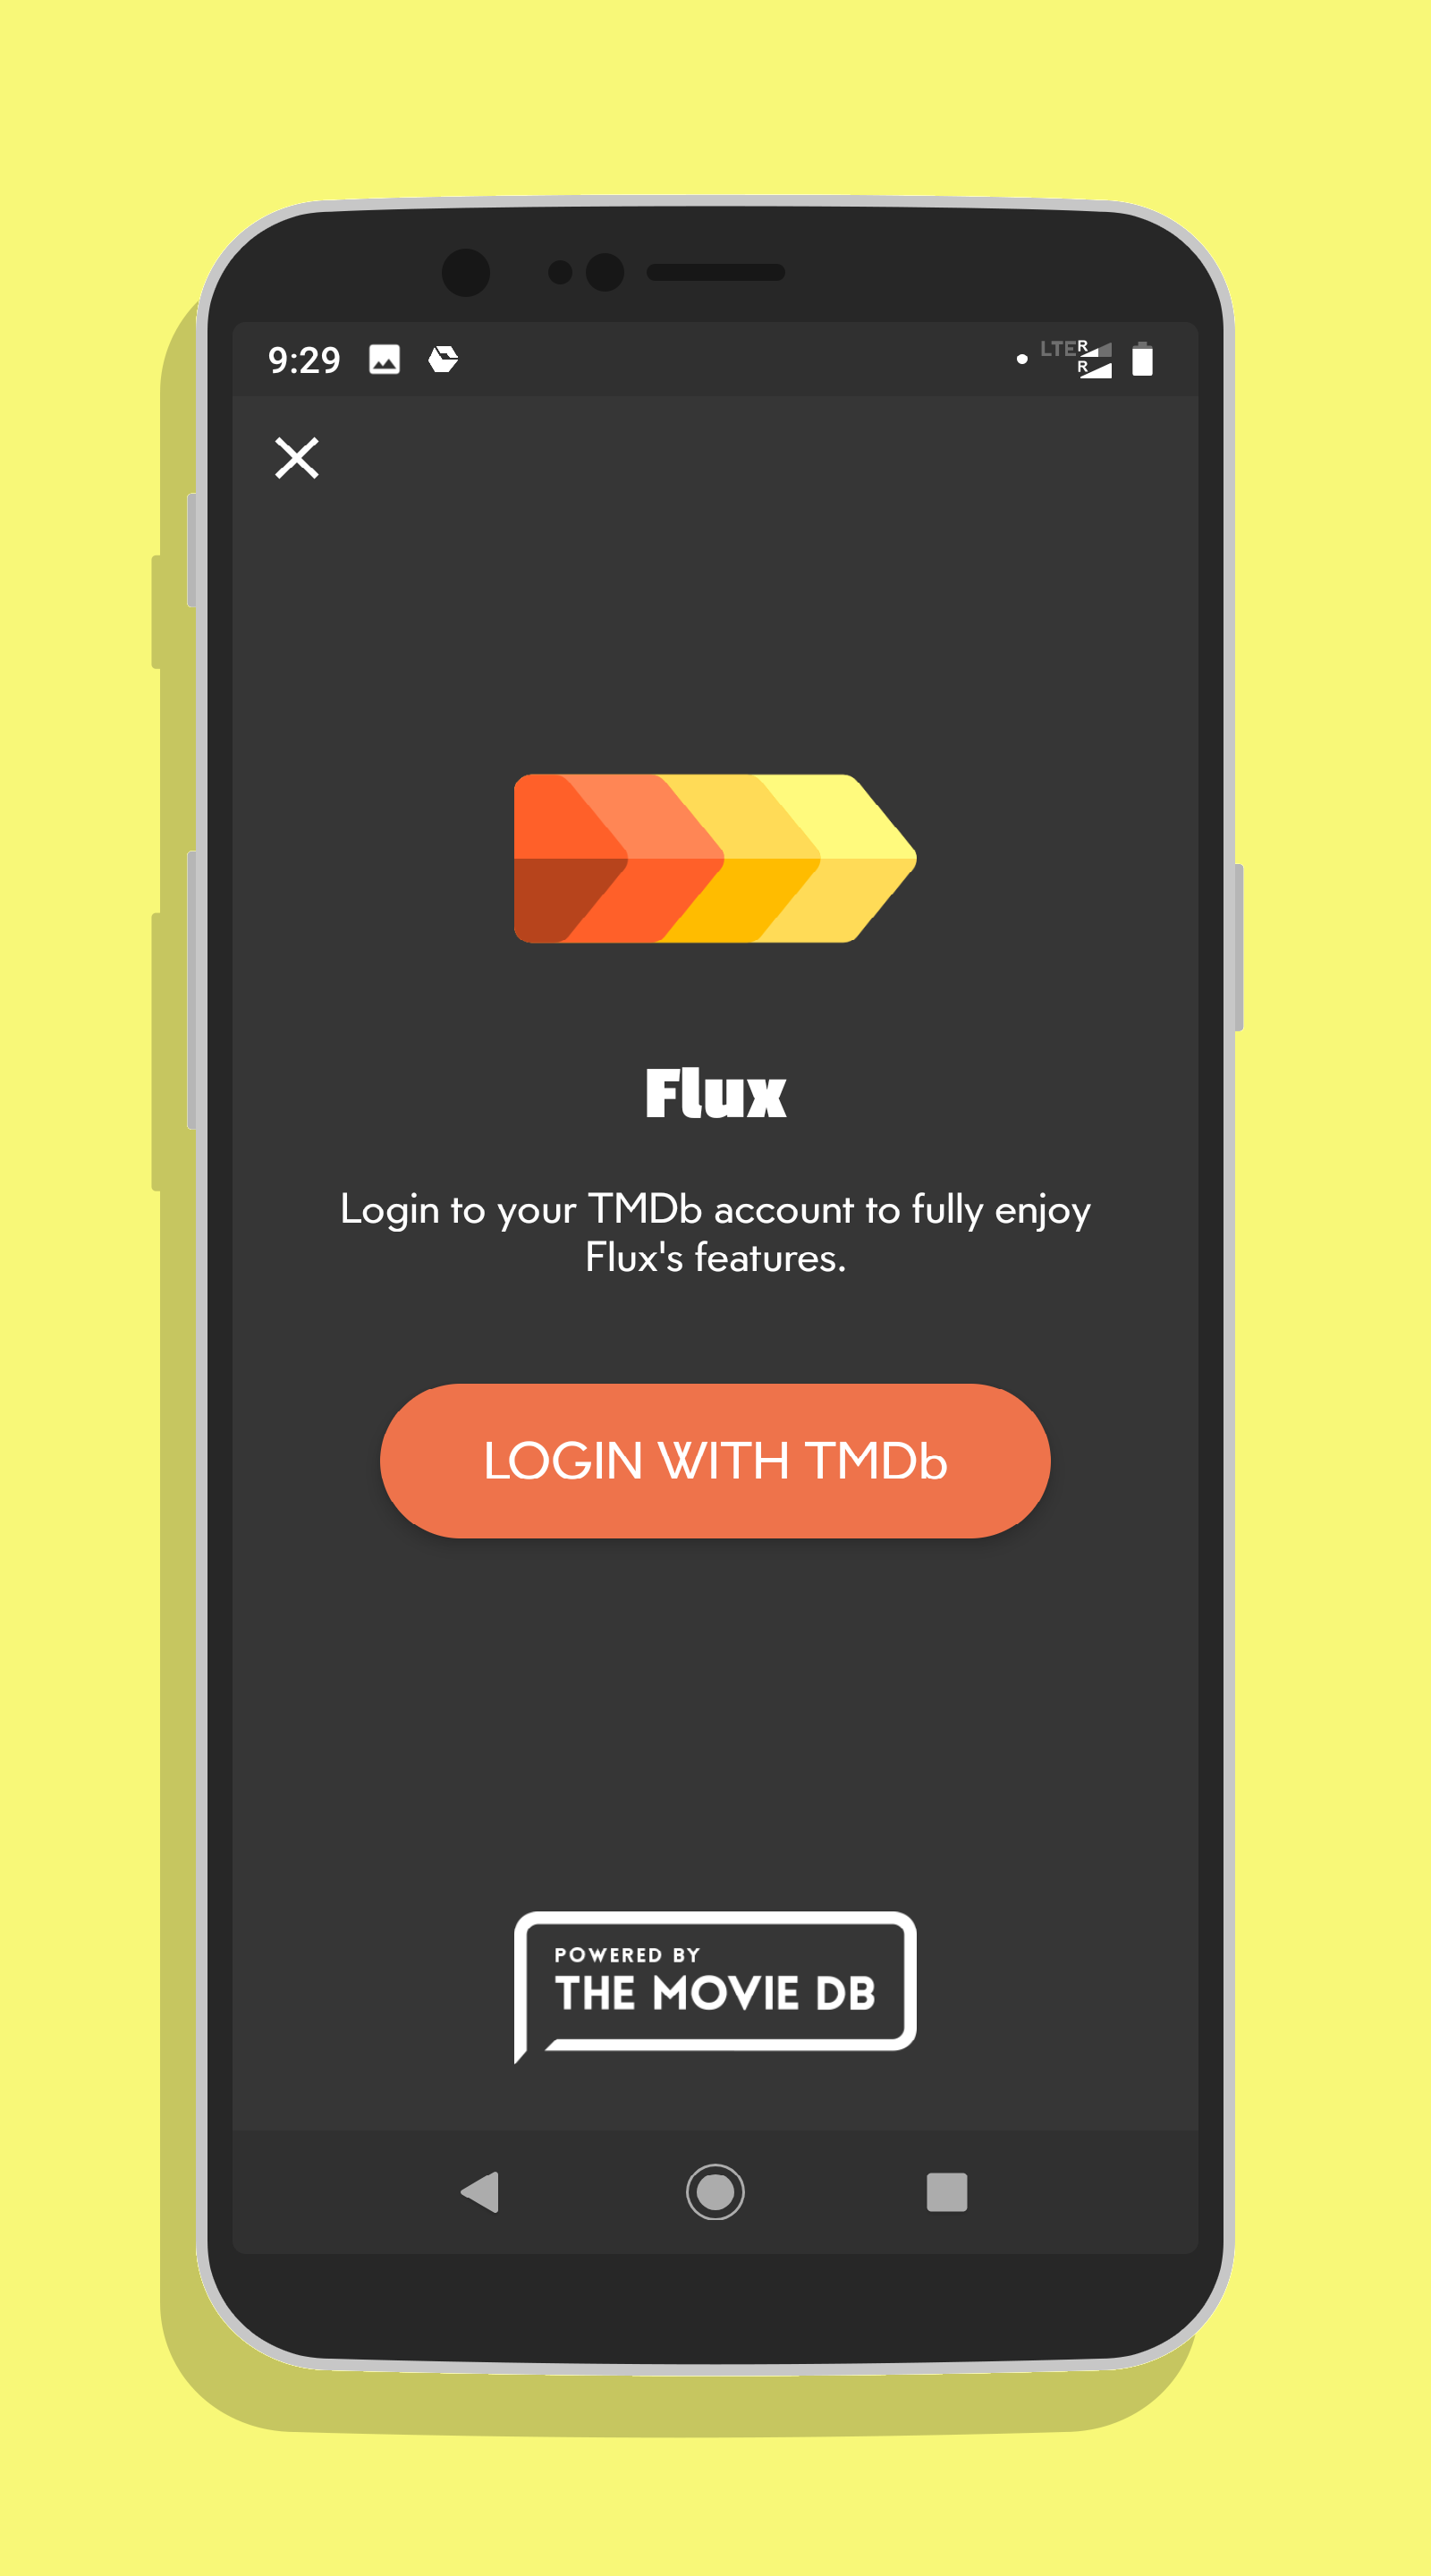 9:29
LTE R
R
Flux
Login to your TMDb account to fully enjoy
Flux's features.
LOGIN WITH TMDb
POWERED BY
THE MOVIE DB